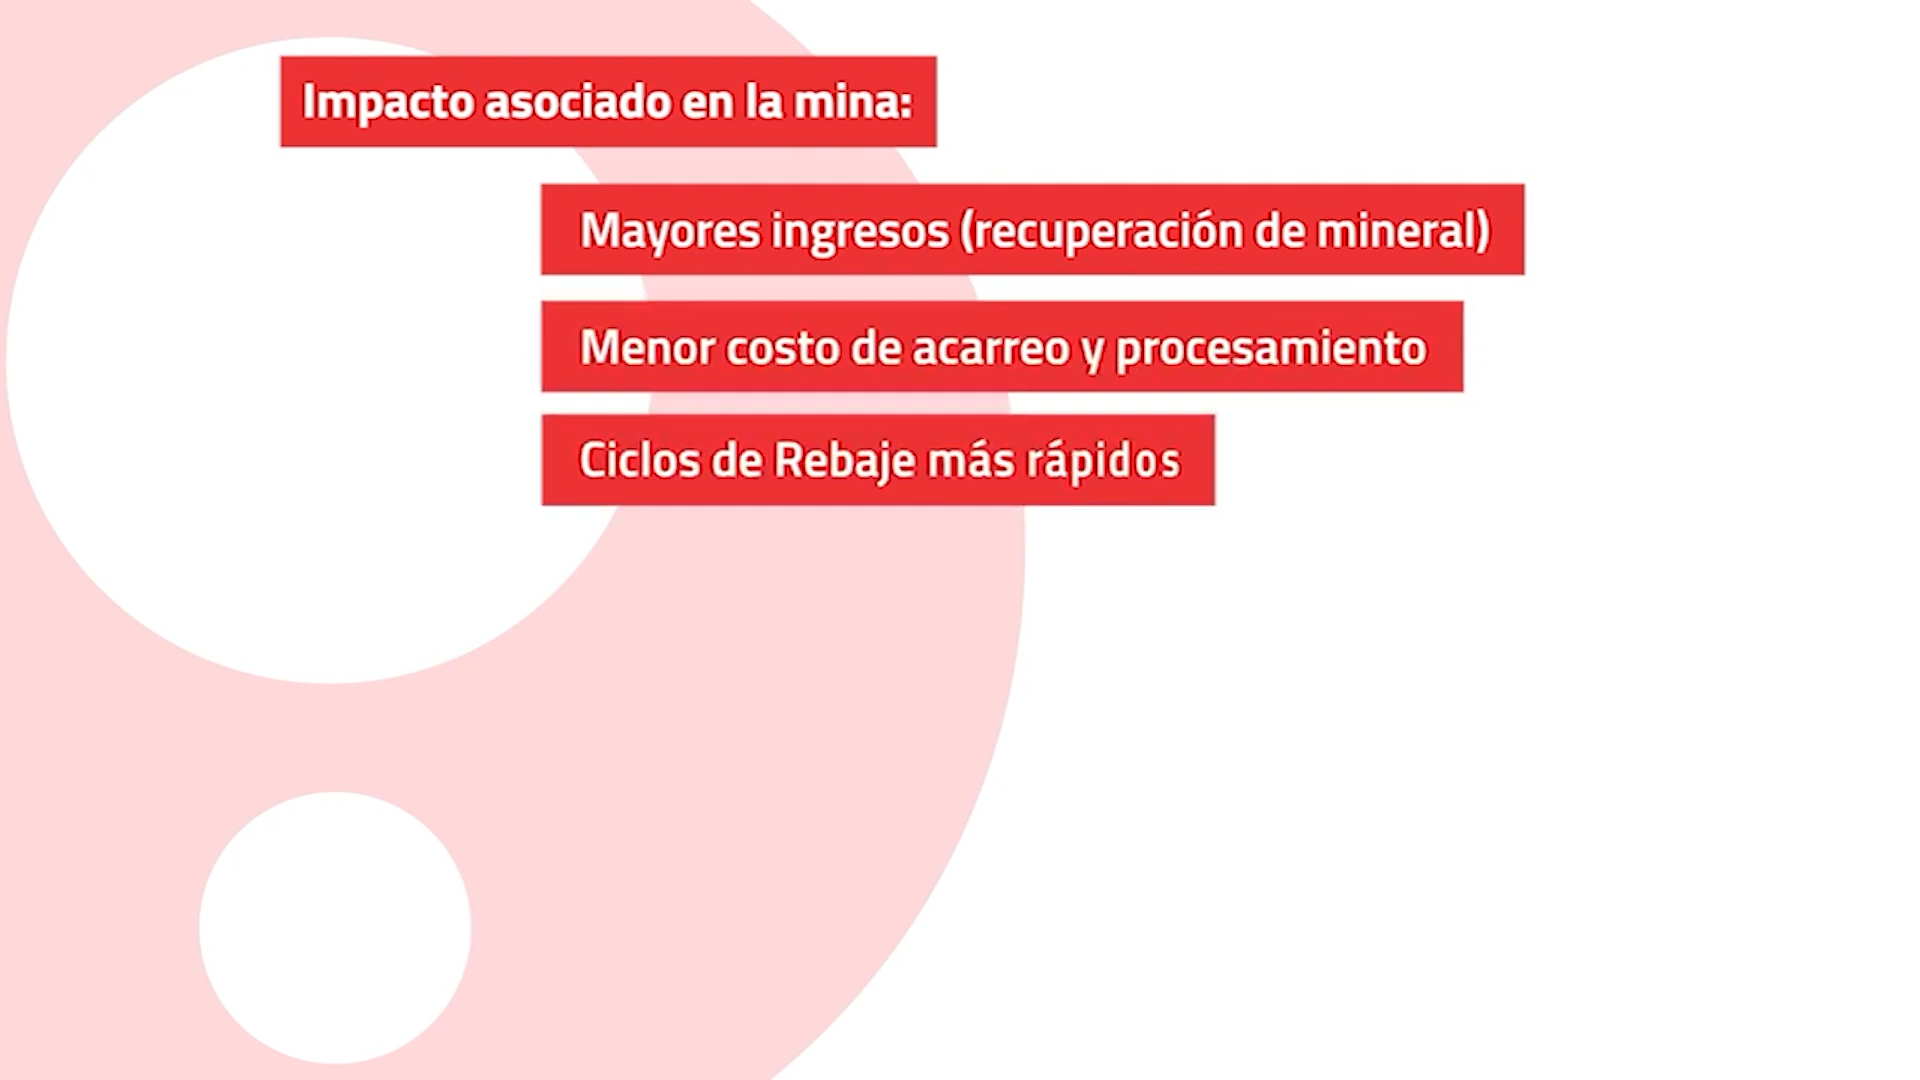 Impacto asociado en la mina:
Mayores ingresos (recuperación de mineral)
Menor costo de acarreo y procesamiento
Ciclos de Rebaje más rápidos